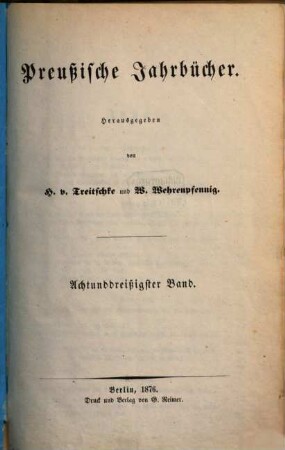 Preußische Jahrbücher.
Herausgegeben
von
H. v. Treitschke und W. Wehrenpfennig.
Achtunddreißigster Band.
Berlin, 1876.
Druck und Verlag von G. Reimer.